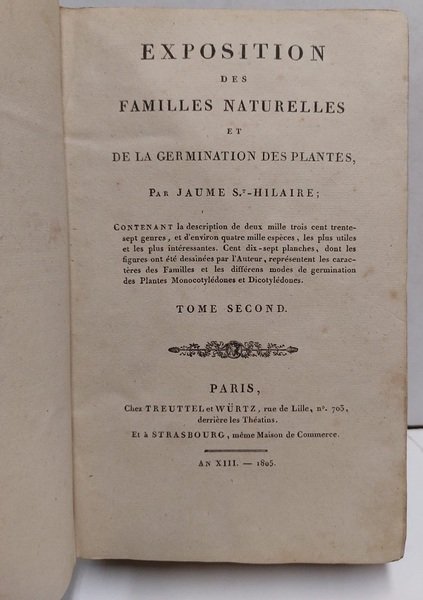 EXPOSITION
DES
FAMILLES NATURELLES
ET
DE LA GERMINATION DES PLANTES,
PAR JAUME S.T-HILAIRE;
CONTENANT la description de deux mille trois cent trente-
sept genres, et d'environ quatre mille espèces, les plus utiles
et les plus intéressantes. Cent dix-sept planches, dont les
figures ont été dessinées par l'Auteur, représentent les carac-
tères des Familles et les différens modes de germination
des Plantes Monocotylédones et Dicotylédones.
TOME SECOND.
PARIS,
Chez TREUTTEL et WÜRTZ, rue de Lille, n°. 703,
derrière les Théatins.
Et à STRASBOURG, même Maison de Commerce.
AN XIII. — 1805.